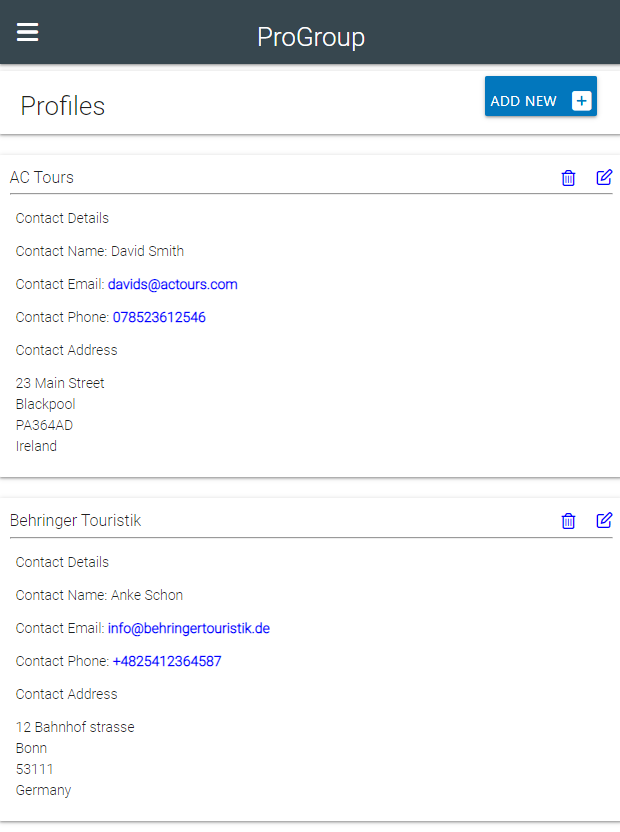 ProGroup
Profiles
ADD NEW
AC Tours
Contact Details
Contact Name: David Smith
Contact Email: davids@actours.com
Contact Phone: 078523612546
Contact Address
23 Main Street
Blackpool
PA364AD
Ireland
Behringer Touristik
Contact Details
Contact Name: Anke Schon
Contact Email: info@behringertouristik.de
Contact Phone: +4825412364587
Contact Address
12 Bahnhof strasse
Bonn
53111
Germany